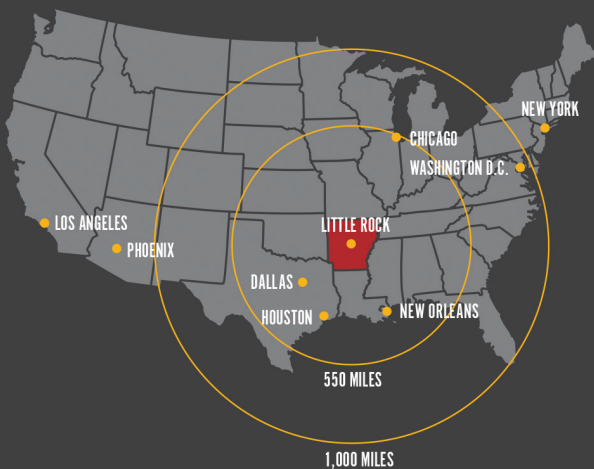 NEW YORK
CHICAGO
WASHINGTON D.C.
LOS ANGELES
LITTLE ROCK
PHOENIX
DALLAS
HOUSTON
NEW ORLEANS
550 MILES
1,000 MILES